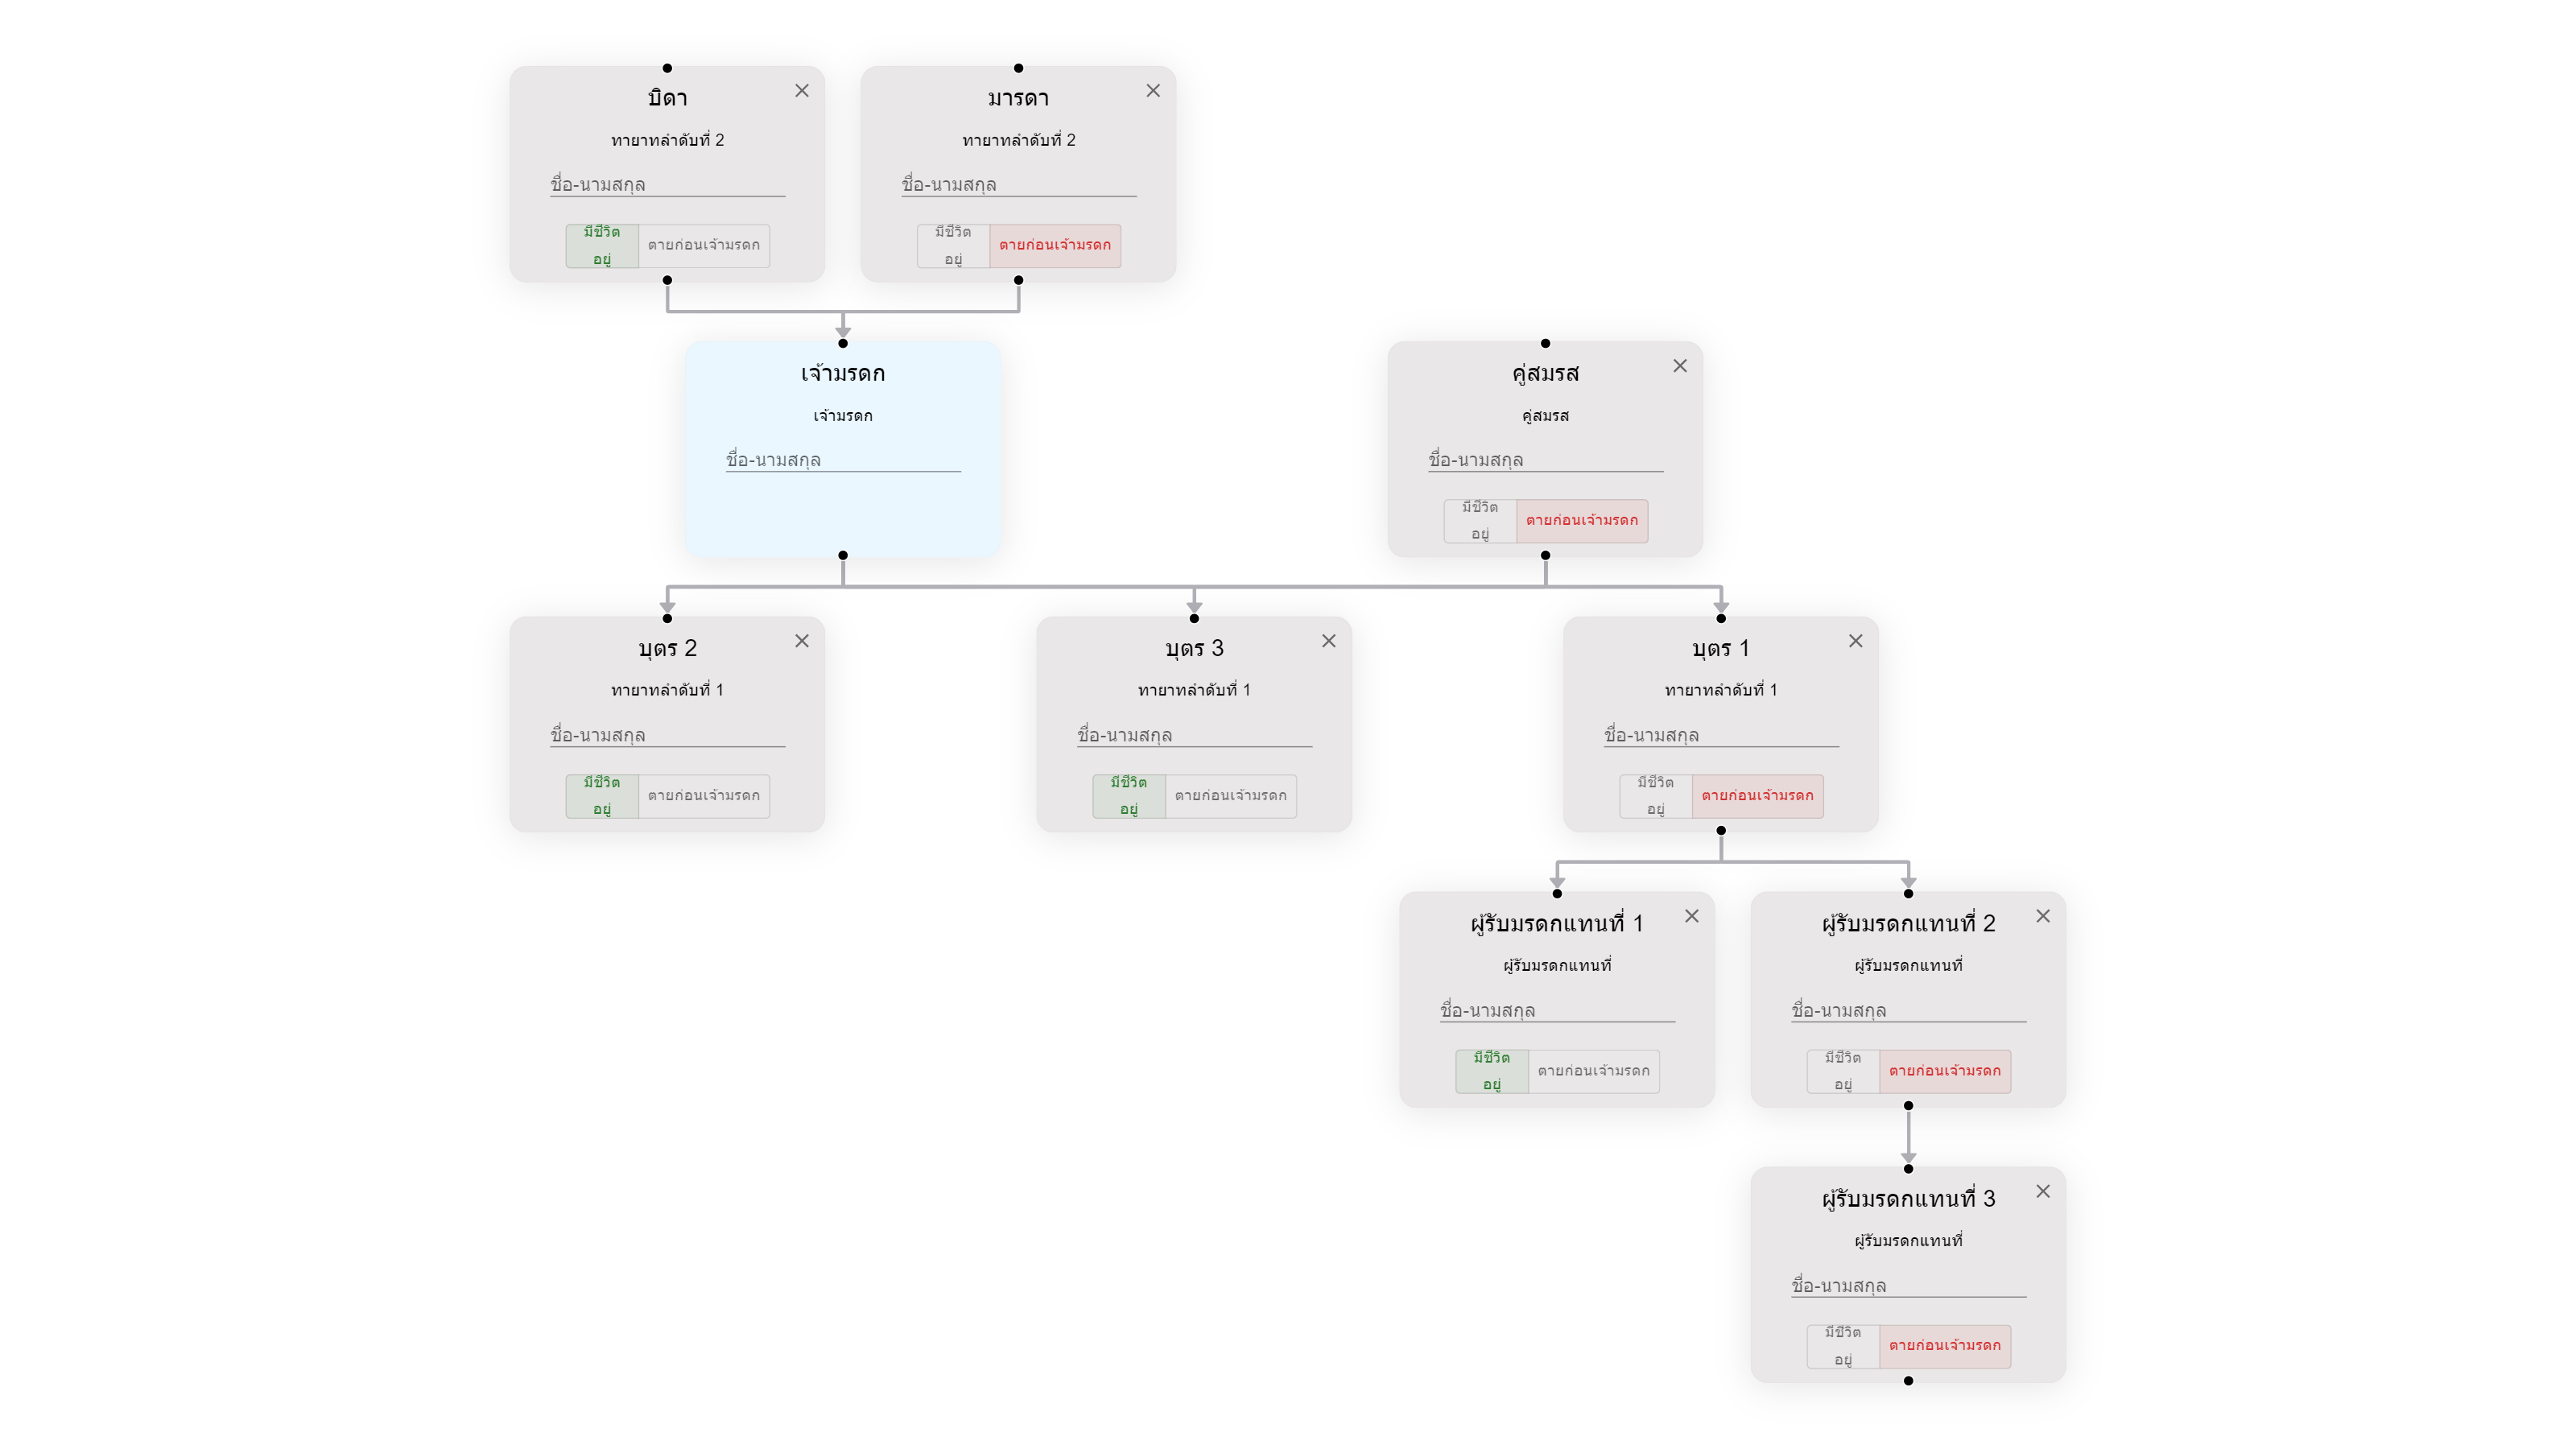 บิดา
ทายาทลำดับที่ 2
ชื่อ-นามสกุล
มีชีวิต
อยู่
ตายก่อนเจ้ามรดก
มารดา
ทายาทลำดับที่ 2
ชื่อ-นามสกุล
มีชีวิต
อยู่
ตายก่อนเจ้ามรดก
เจ้ามรดก
เจ้ามรดก
ชื่อ-นามสกุล
คู่สมรส
คู่สมรส
ชื่อ-นามสกุล
มีชีวิต
อยู่
ตายก่อนเจ้ามรดก
บุตร 2
ทายาทลำดับที่ 1
ชื่อ-นามสกุล
มีชีวิต
อยู่
ตายก่อนเจ้ามรดก
บุตร 3
ทายาทลำดับที่ 1
ชื่อ-นามสกุล
มีชีวิต
อยู่
ตายก่อนเจ้ามรดก
บุตร 1
ทายาทลำดับที่ 1
ชื่อ-นามสกุล
มีชีวิต
อยู่
ตายก่อนเจ้ามรดก
ผู้รับมรดกแทนที่ 1
ผู้รับมรดกแทนที่
ชื่อ-นามสกุล
มีชีวิต
อยู่
ตายก่อนเจ้ามรดก
ผู้รับมรดกแทนที่ 2
ผู้รับมรดกแทนที่
ชื่อ-นามสกุล
มีชีวิต
อยู่
ตายก่อนเจ้ามรดก
ผู้รับมรดกแทนที่ 3
ผู้รับมรดกแทนที่
ชื่อ-นามสกุล
มีชีวิต
อยู่
ตายก่อนเจ้ามรดก